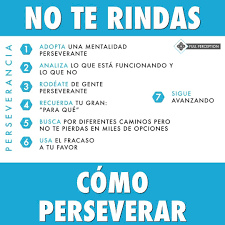 NO TE RINDAS
PERSEVERANCIA
1 ADOPTA UNA MENTALIDAD
PERSEVERANTE
2 ANALIZA LO QUE ESTÁ FUNCIONANDO Y
LO QUE NO
3 RODÉATE DE GENTE
PERSEVERANTE
4 RECUERDA TU GRAN:
"PARA QUÉ"
5 BUSCA POR DIFERENTES CAMINOS PERO
NO TE PIERDAS EN MILES DE OPCIONES
6 USA EL FRACASO
A TU FAVOR
FULL PERCEPTION
7 SIGUE
AVANZANDO
CÓMO
PERSEVERAR